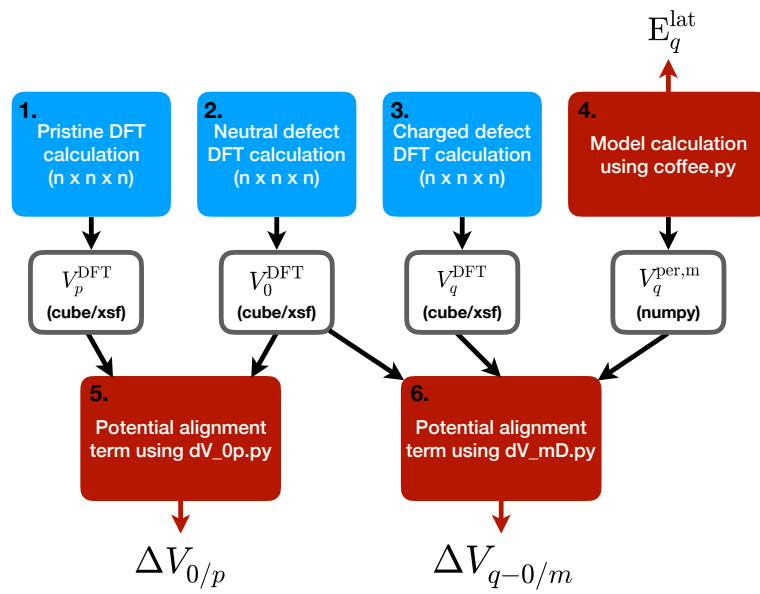 E_q^lat
1.
Pristine DFT
calculation
(n x n x n)
2.
Neutral defect
DFT calculation
(n x n x n)
3.
Charged defect
DFT calculation
(n x n x n)
4.
Model calculation
using coffee.py
V_p^DFT
(cube/xsf)
V_0^DFT
(cube/xsf)
V_q^DFT
(cube/xsf)
V_q^per,m
(numpy)
5.
Potential alignment
term using dV_0p.py
6.
Potential alignment
term using dV_mD.py
ΔV_0/p
ΔV_q−0/m